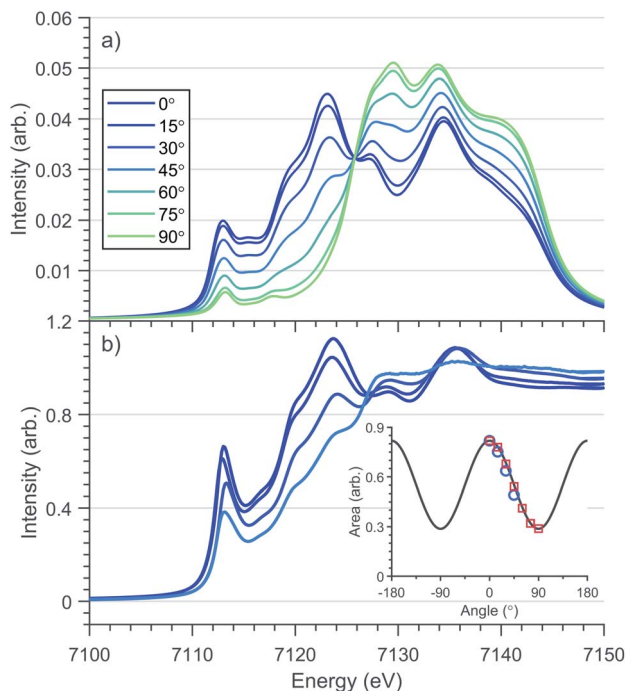 0.06
a)
0.05
0.04
0.03
0.02
0.01
Intensity (arb.)
0°
15°
30°
45°
60°
75°
90°
1.2
b)
0.8
0.4
0
Intensity (arb.)
0.9
0.6
0.3
0
Area (arb.)
-180 -90 0 90 180
Angle (°)
7100 7110 7120 7130 7140 7150
Energy (eV)